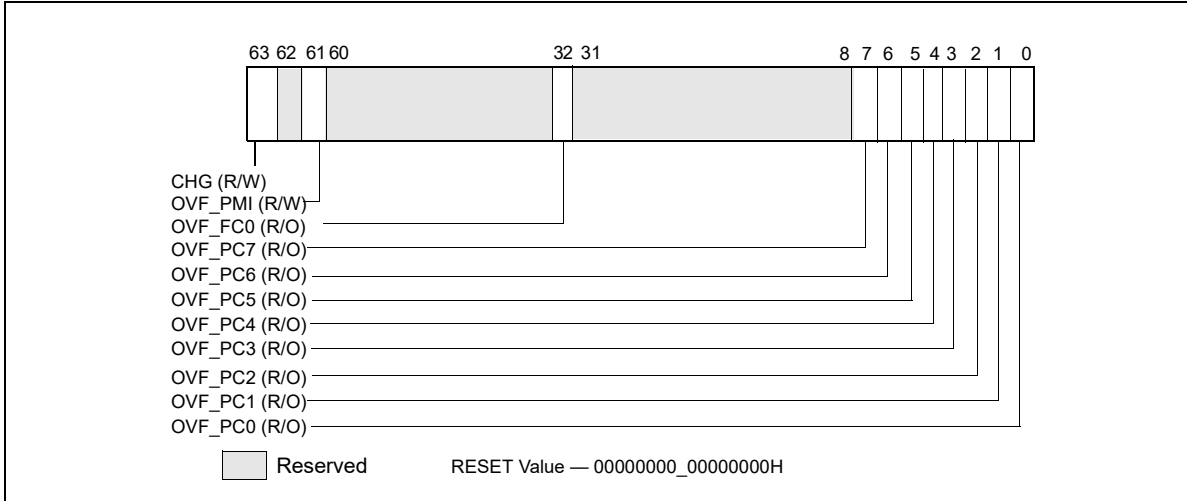 63 62 61 60 32 31 8 7 6 5 4 3 2 1 0
CHG (R/W)
OVF_PMI (R/W)
OVF_FC0 (R/O)
OVF_PC7 (R/O)
OVF_PC6 (R/O)
OVF_PC5 (R/O)
OVF_PC4 (R/O)
OVF_PC3 (R/O)
OVF_PC2 (R/O)
OVF_PC1 (R/O)
OVF_PC0 (R/O)
Reserved RESET Value — 00000000_00000000H